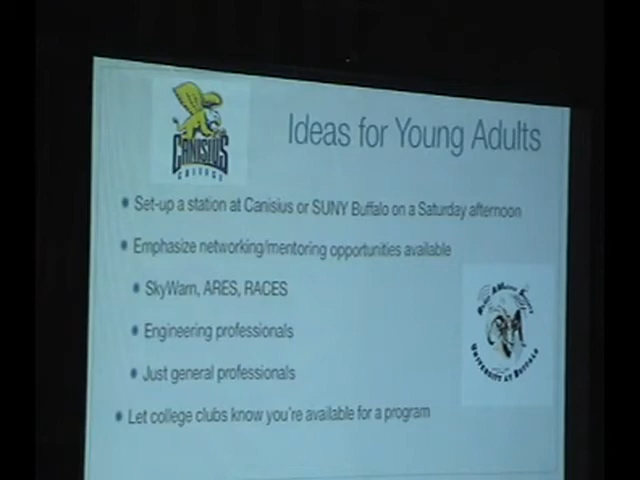 CANISIUS
COLLEGE
Ideas for Young Adults
Set-up a station at Canisius or SUNY Buffalo on a Saturday afternoon
Emphasize networking/mentoring opportunities available
SkyWarn, ARES, RACES
Engineering professionals
Just general professionals
Let college clubs know you're available for a program
UNIVERSITY AT BUFFALO